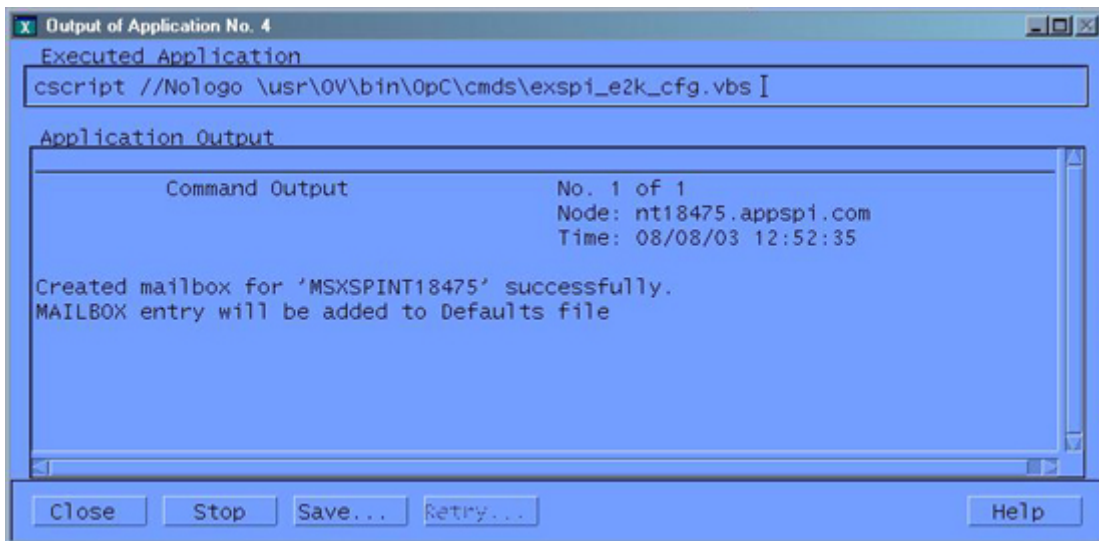 Output of Application No. 4
Executed Application
cscript //Nologo \usr\OV\bin\OpC\cmds\exspi_e2k_cfg.vbs
Application Output
Command Output No. 1 of 1
Node: nt18475.appspi.com
Time: 08/08/03 12:52:35
Created mailbox for 'MSXSPINT18475' successfully.
MAILBOX entry will be added to Defaults file
Close Stop Save... Retry... Help